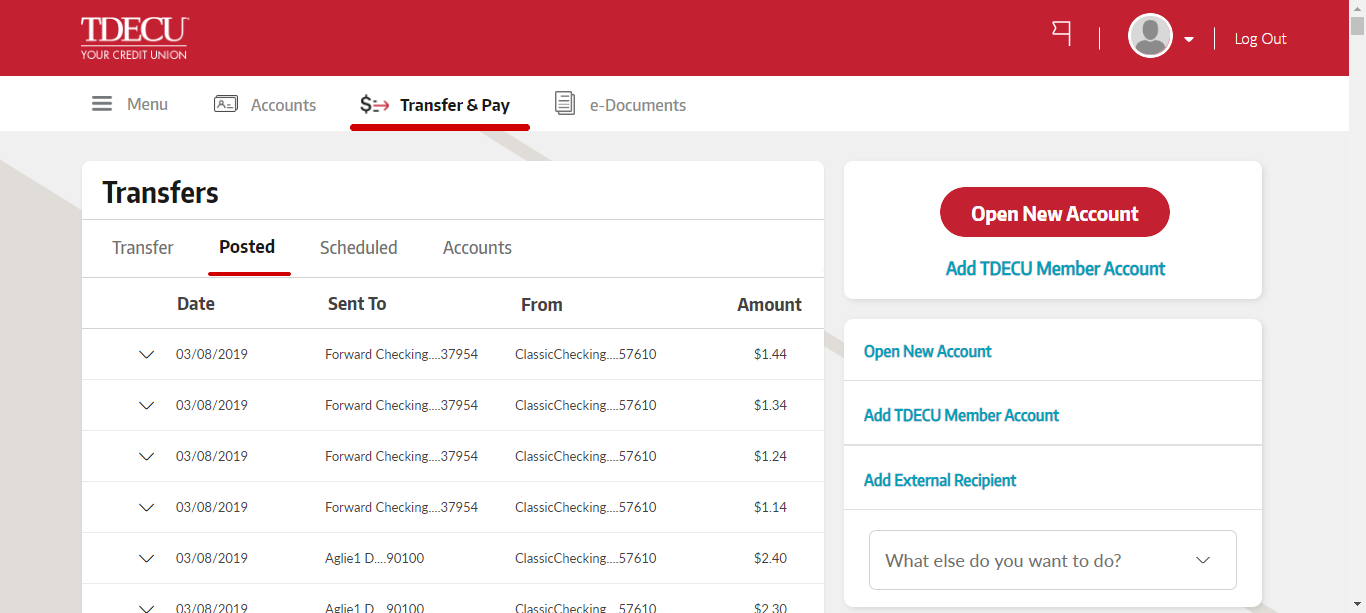 TDECU
YOUR CREDIT UNION
Log Out
Menu
Accounts
$ Transfer & Pay
e-Documents
Transfers
Transfer Posted Scheduled Accounts
Date Sent To From Amount
03/08/2019 Forward Checking....37954 ClassicChecking....57610 $1.44
03/08/2019 Forward Checking....37954 ClassicChecking....57610 $1.34
03/08/2019 Forward Checking....37954 ClassicChecking....57610 $1.24
03/08/2019 Forward Checking....37954 ClassicChecking....57610 $1.14
03/08/2019 Aglie1 D....90100 ClassicChecking....57610 $2.40
03/08/2019 Aglie1 D....90100 ClassicChecking....57610 $2.30
Open New Account
Add TDECU Member Account
Open New Account
Add TDECU Member Account
Add External Recipient
What else do you want to do?